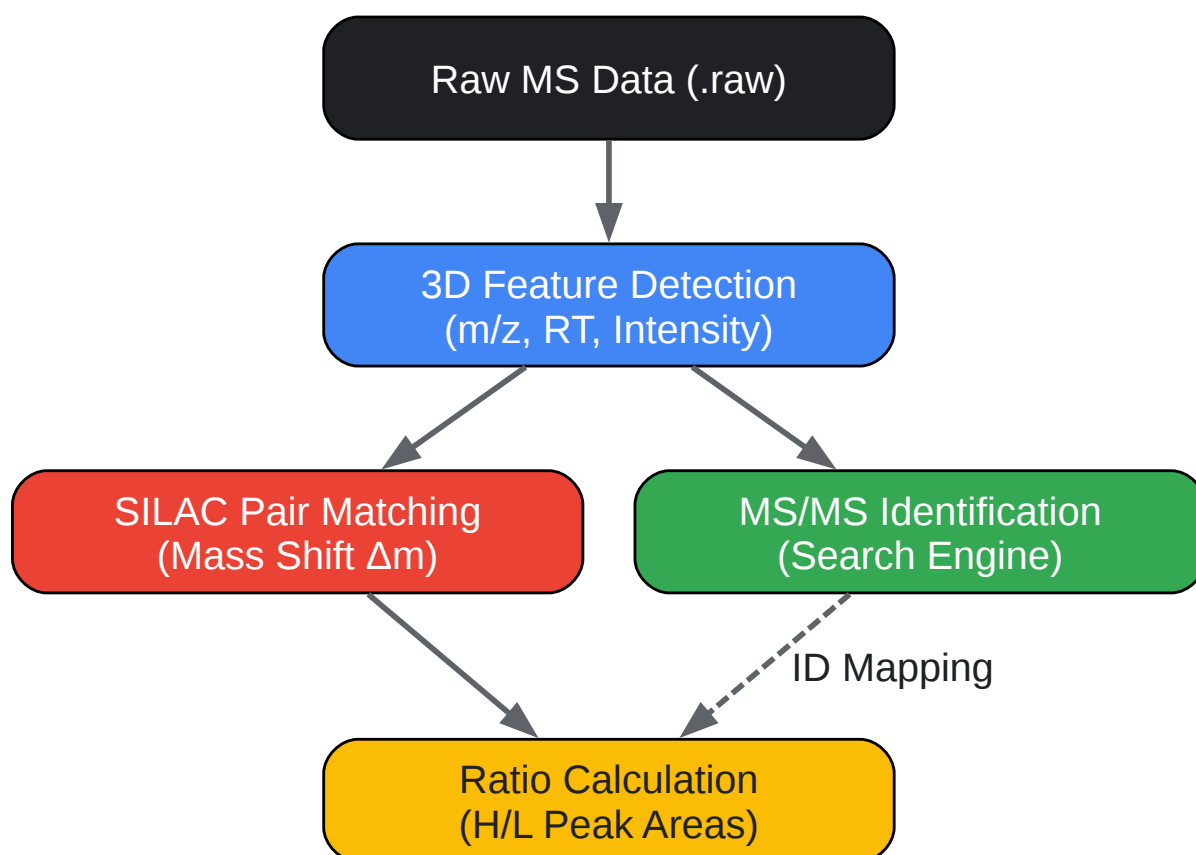 Raw MS Data (.raw)
3D Feature Detection
(m/z, RT, Intensity)
SILAC Pair Matching
(Mass Shift Δm)
MS/MS Identification
(Search Engine)
ID Mapping
Ratio Calculation
(H/L Peak Areas)